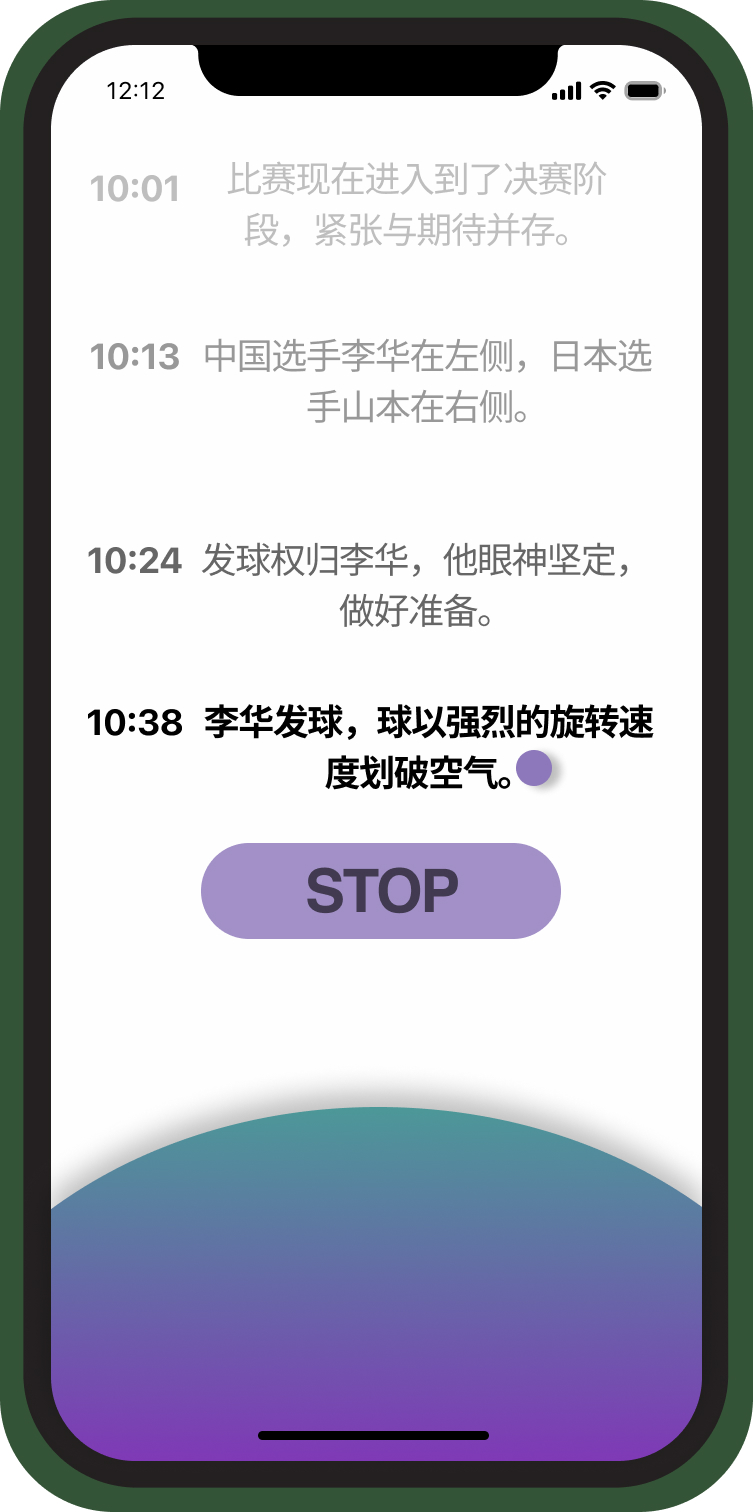 12:12
10:01 比赛现在进入到了决赛阶
段，紧张与期待并存。
10:13 中国选手李华在左侧，日本选
手山本在右侧。
10:24 发球权归李华，他眼神坚定，
做好准备。
10:38 李华发球，球以强烈的旋转速
度划破空气。
STOP